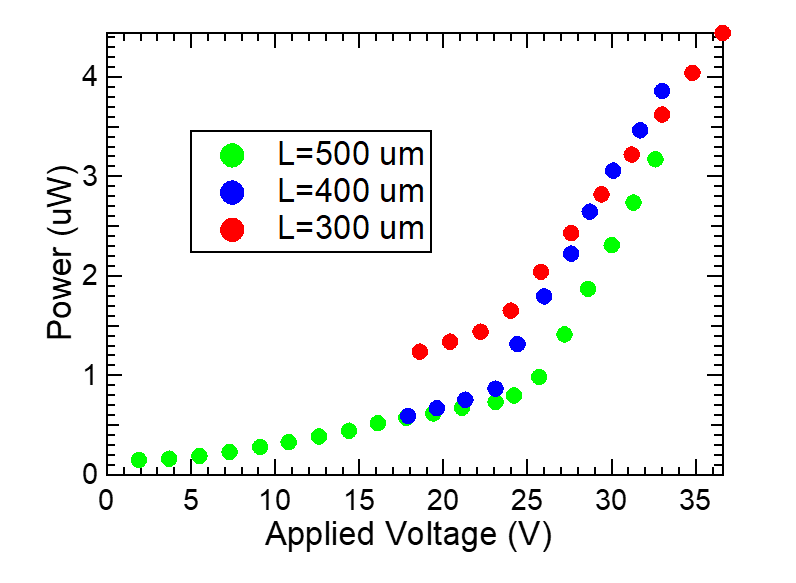 4
3
2
1
0
Power (uW)
L=500 um
L=400 um
L=300 um
0 5 10 15 20 25 30 35
Applied Voltage (V)